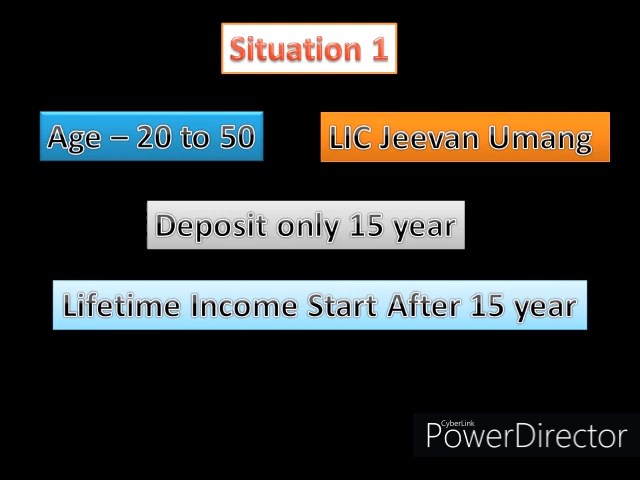 Situation 1
Age – 20 to 50
LIC Jeevan Umang
Deposit only 15 year
Lifetime Income Start After 15 year
CyberLink
PowerDirector